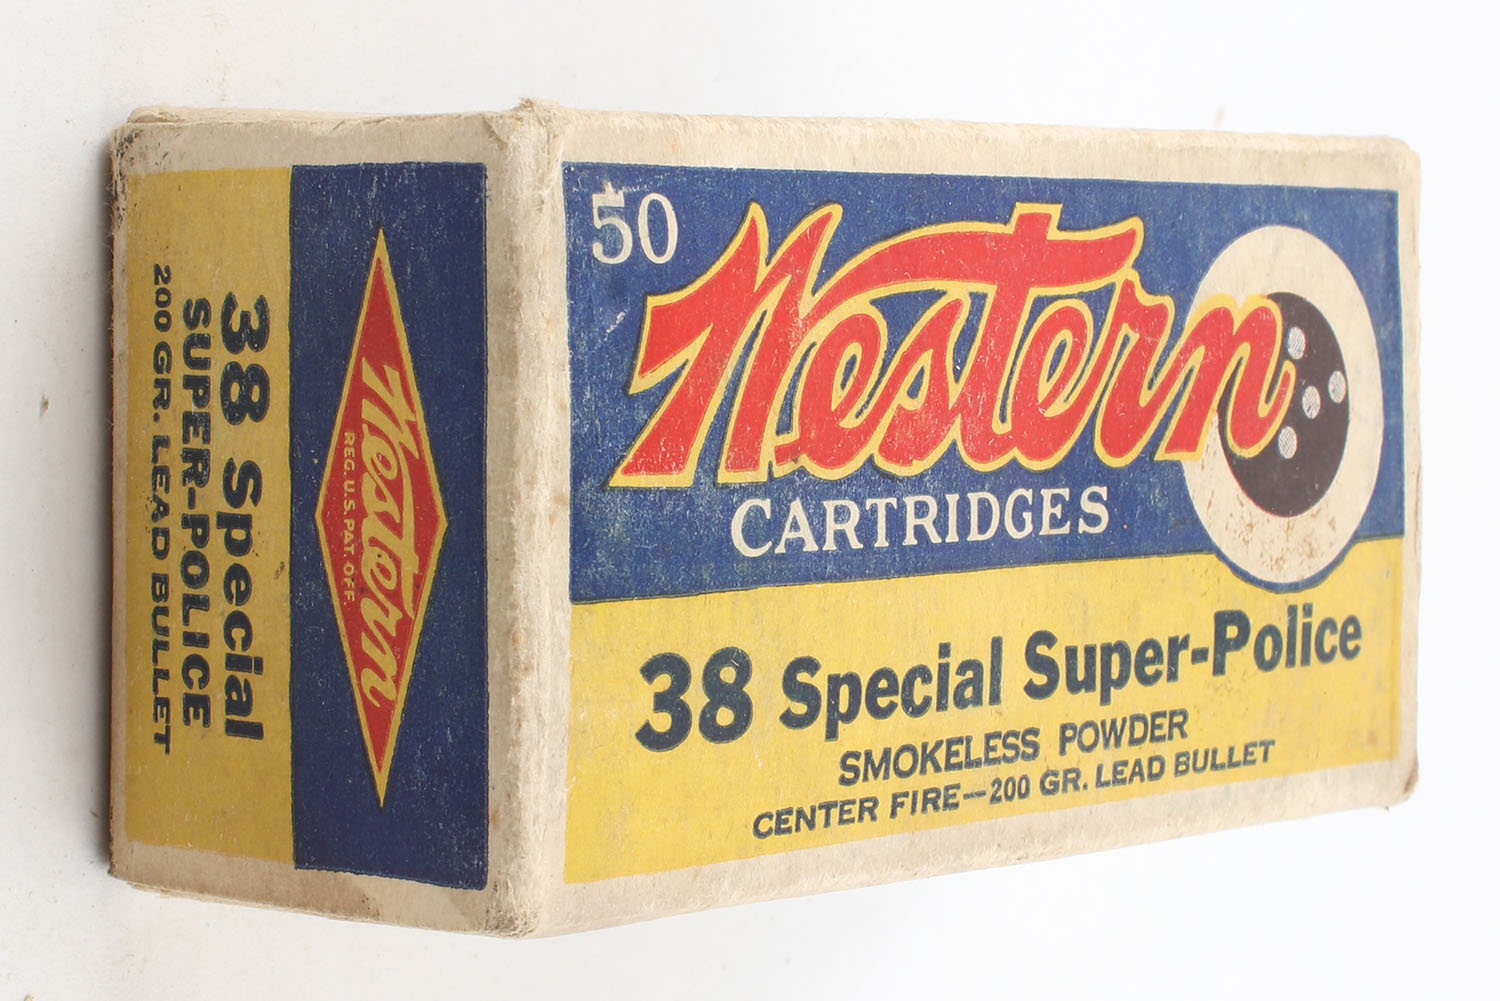 50
Western
CARTRIDGES
38 Special Super-Police
SMOKELESS POWDER
CENTER FIRE—200 GR. LEAD BULLET
Western
REG. U.S. PAT. OFF.
38 Special
SUPER-POLICE
200 GR. LEAD BULLET